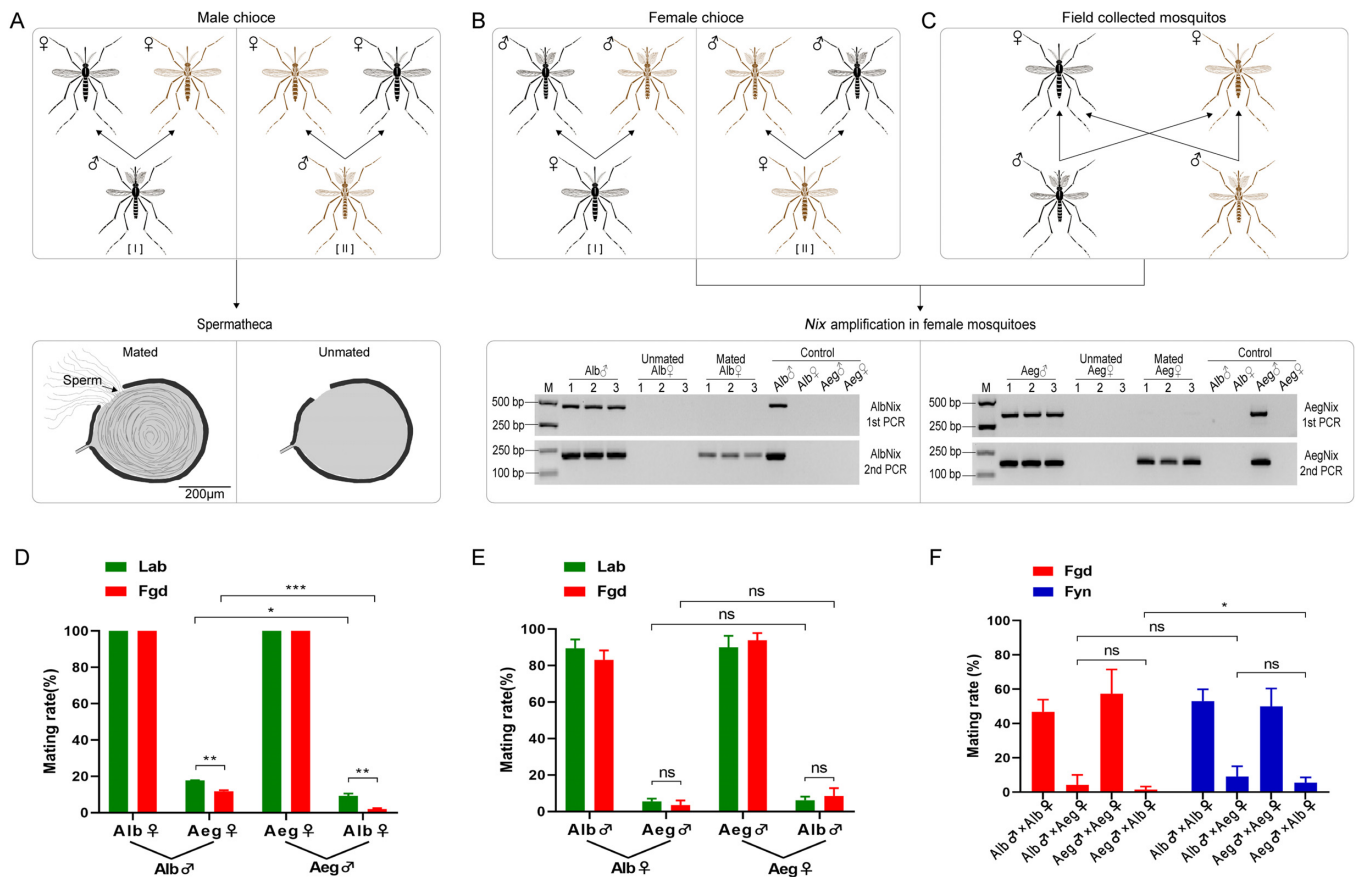 A
Male chioce
♀ ♀ ♀ ♀
♂ ♂
[ I ] [ II ]
B
Female chioce
♂ ♂ ♂ ♂
♀ ♀
[ I ] [ II ]
C
Field collected mosquitos
♀ ♀
♂ ♂
Spermatheca
Mated Unmated
Sperm
200μm
Nix amplification in female mosquitoes
Alb♂ Unmated Alb♀ Mated Alb♀ Control
Alb♂ Alb♀ Aeg♂ Aeg♀
M 1 2 3 1 2 3 1 2 3
500 bp
250 bp
AlbNix
1st PCR
250 bp
100 bp
AlbNix
2nd PCR
Aeg♂ Unmated Aeg♀ Mated Aeg♀ Control
Alb♂ Alb♀ Aeg♂ Aeg♀
M 1 2 3 1 2 3 1 2 3
500 bp
250 bp
AegNix
1st PCR
250 bp
100 bp
AegNix
2nd PCR
D
Lab
Fgd
***
*
** **
Mating rate(%)
100
80
60
40
20
0
Alb♀ Aeg♀ Aeg♀ Alb♀
Alb♂ Aeg♂
E
Lab
Fgd
ns
ns
ns ns
Mating rate(%)
100
80
60
40
20
0
Alb♂ Aeg♂ Aeg♂ Alb♂
Alb♀ Aeg♀
F
Fgd
Fyn
*
ns
ns ns
Mating rate (%)
100
80
60
40
20
0
Alb♂×Alb♀ Alb♂×Aeg♀ Aeg♂×Aeg♀ Aeg♂×Alb♀ Alb♂×Alb♀ Alb♂×Aeg♀ Aeg♂×Aeg♀ Aeg♂×Alb♀